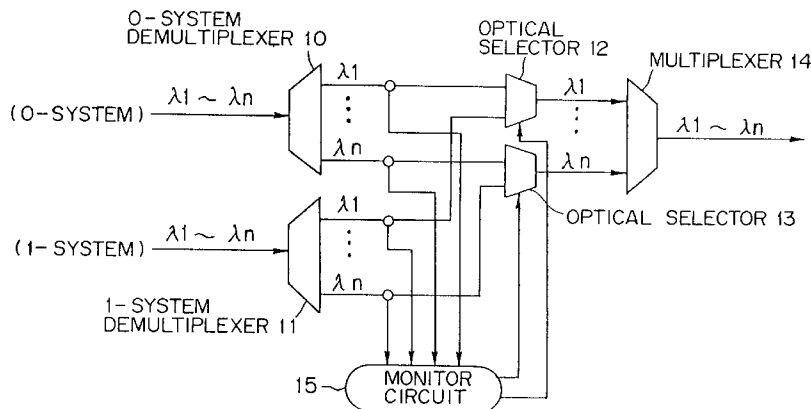 0-SYSTEM
DEMULTIPLEXER 10
OPTICAL
SELECTOR 12
MULTIPLEXER 14
λ1
λ1
(0-SYSTEM)
λ1 ~ λn
λ1 ~ λn
λn
λn
OPTICAL SELECTOR 13
λ1
(1-SYSTEM)
λ1 ~ λn
λn
1-SYSTEM
DEMULTIPLEXER 11
15
MONITOR
CIRCUIT